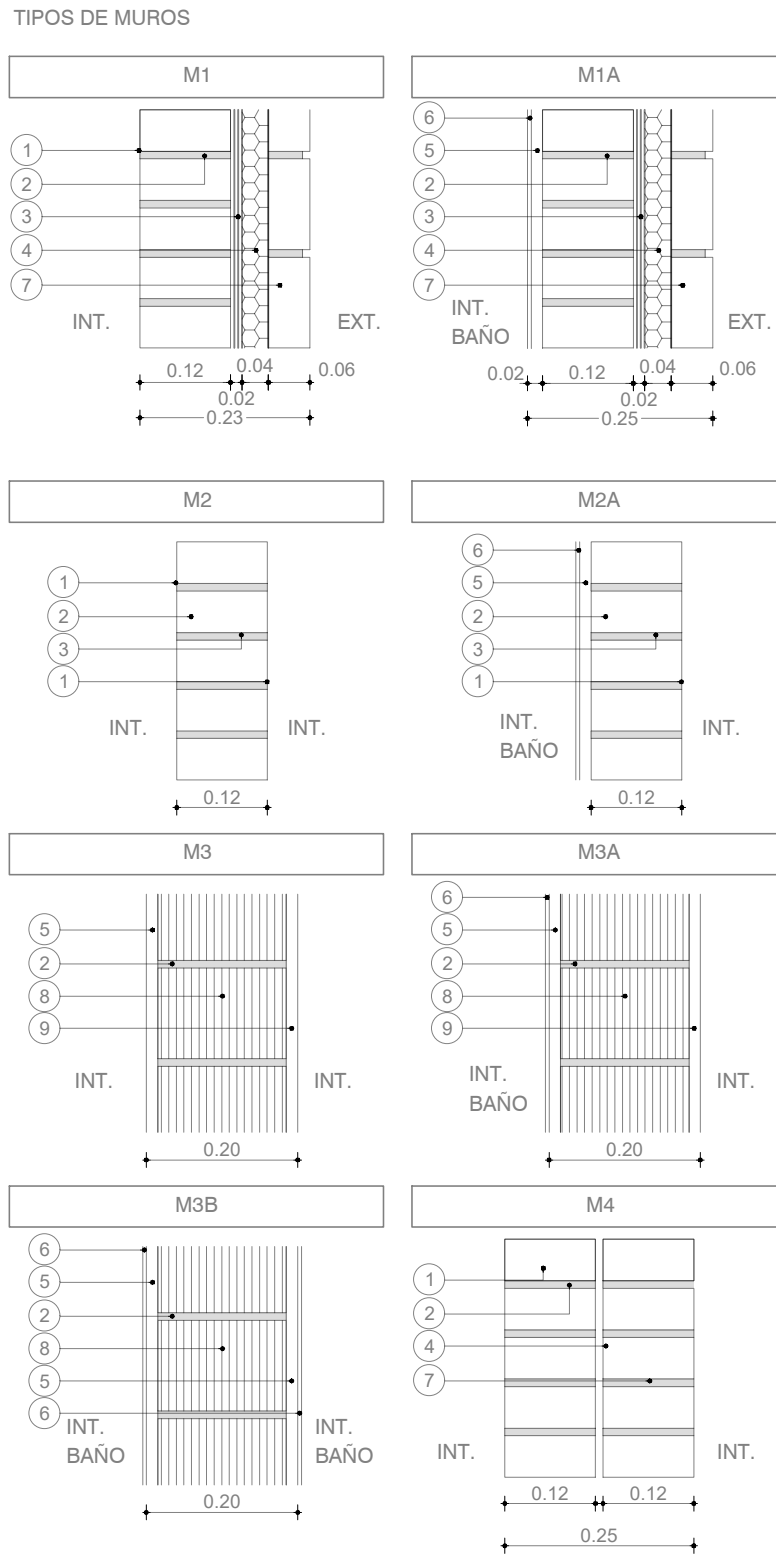 TIPOS DE MUROS
M1
1
2
3
4
7
INT.
EXT.
0.12
0.04
0.06
0.02
0.23
M1A
6
5
2
3
4
7
INT.
BAÑO
EXT.
0.02
0.12
0.04
0.06
0.02
0.25
M2
1
2
3
1
INT.
INT.
0.12
M2A
6
5
2
3
1
INT.
BAÑO
INT.
0.12
M3
5
2
8
9
INT.
INT.
0.20
M3A
6
5
2
8
9
INT.
BAÑO
INT.
0.20
M3B
6
5
2
8
5
6
INT.
BAÑO
INT.
BAÑO
0.20
M4
1
2
4
7
INT.
INT.
0.12
0.12
0.25